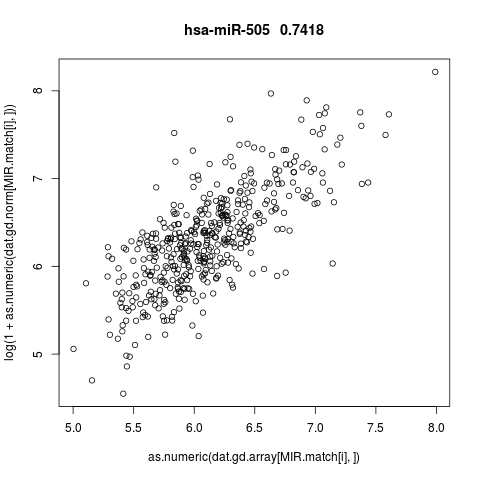 hsa-miR-505 0.7418
log(1 + as.numeric(dat.gd.norm[MIR.match[i], ]))
8
7
6
5
5.0 5.5 6.0 6.5 7.0 7.5 8.0
as.numeric(dat.gd.array[MIR.match[i], ])